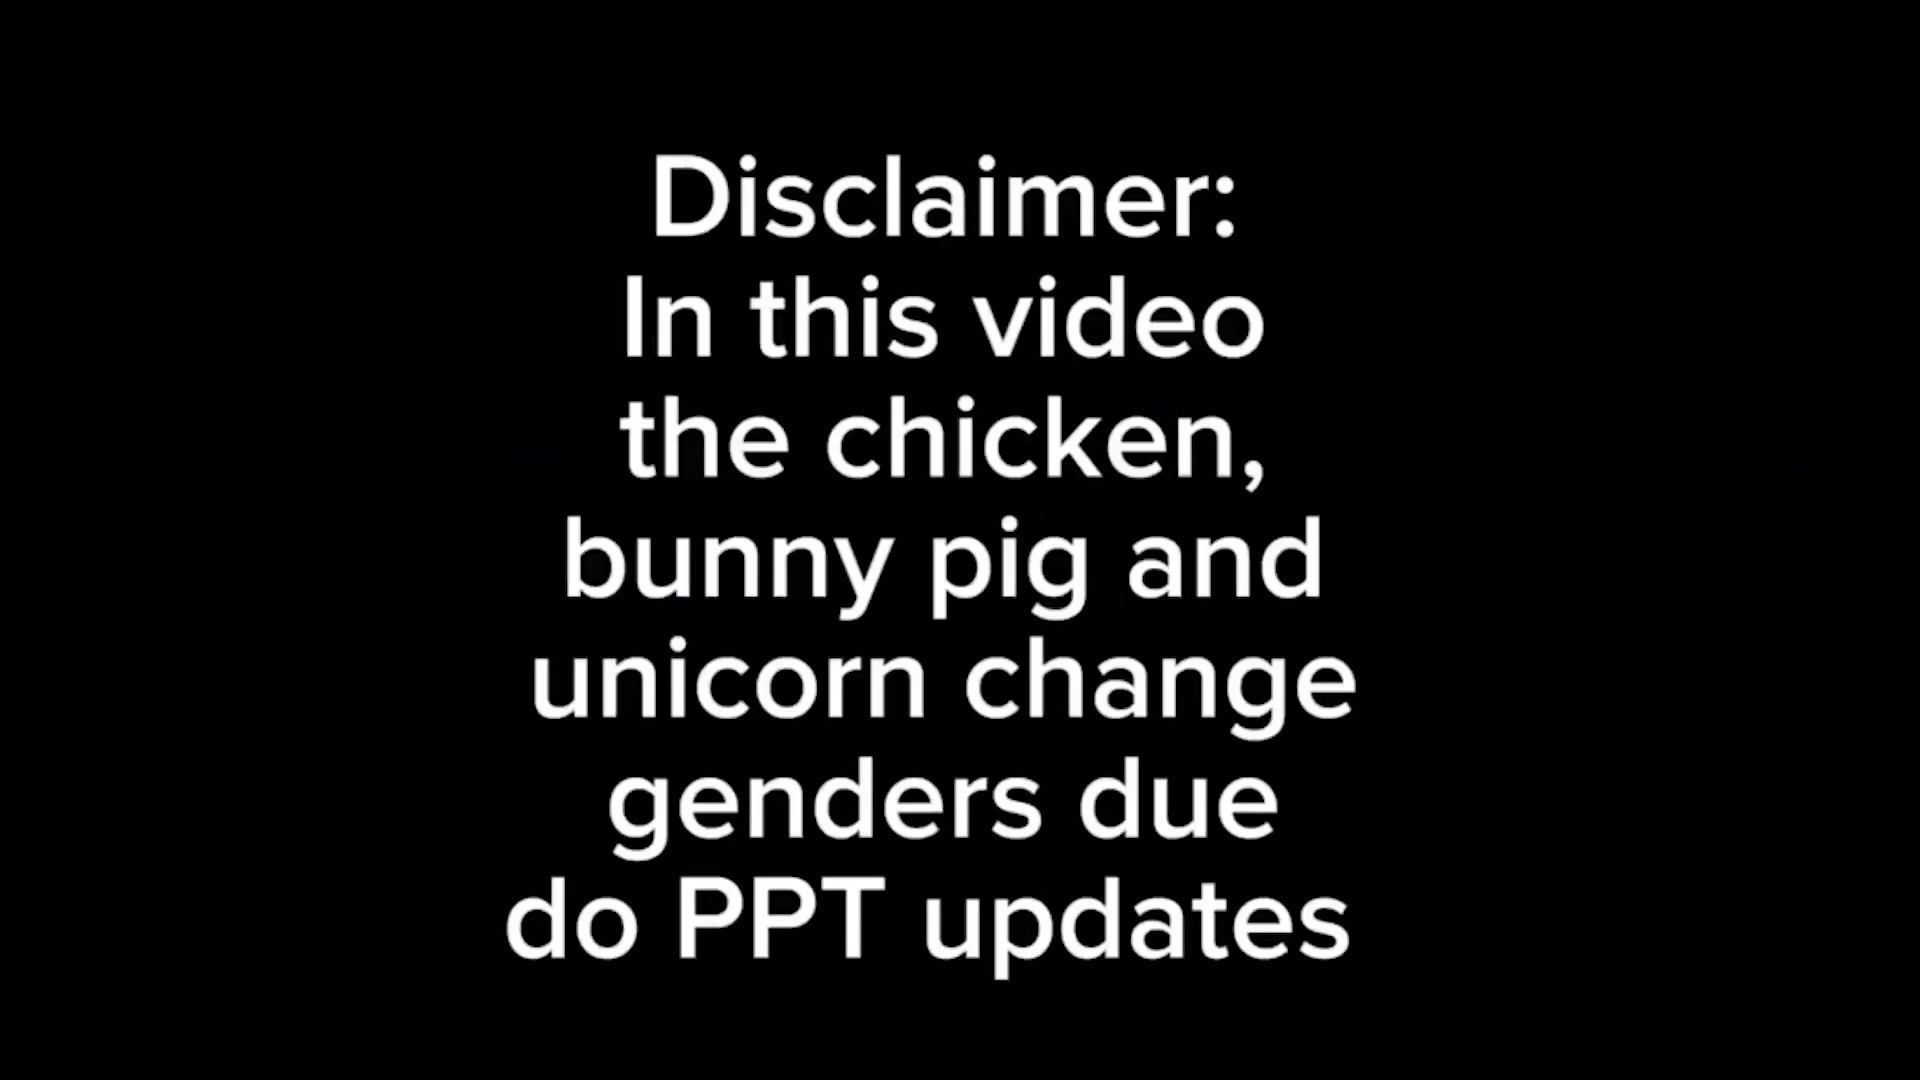 Disclaimer:
In this video
the chicken,
bunny pig and
unicorn change
genders due
do PPT updates